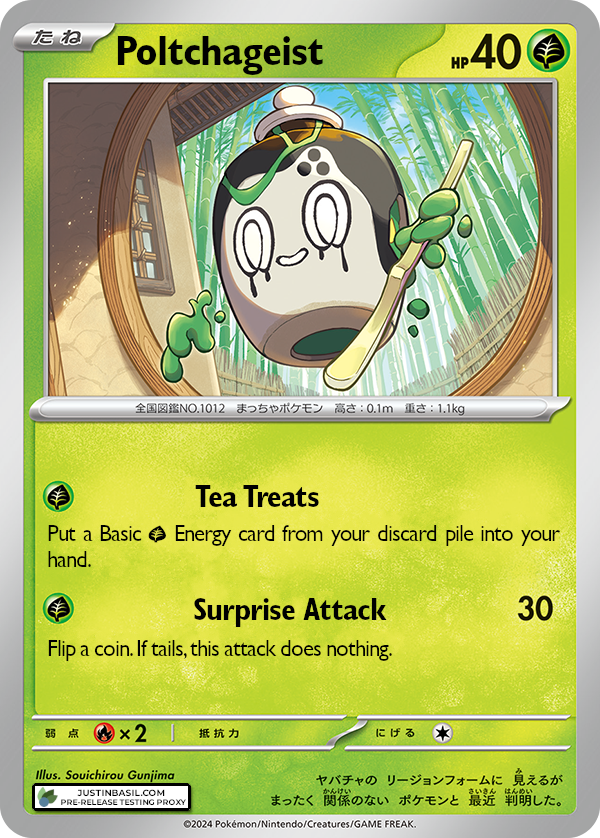 たね Poltchageist HP40
全国図鑑NO.1012 まっちゃポケモン 高さ:0.1m 重さ:1.1kg
Tea Treats
Put a Basic Energy card from your discard pile into your
hand.
Surprise Attack 30
Flip a coin. If tails, this attack does nothing.
弱点 ×2 抵抗力 にげる
Illus. Souichirou Gunjima
JUSTINBASIL.COM
PRE-RELEASE TESTING PROXY
ヤバチャの リージョンフォームに 見えるが
まったく 関係のない ポケモンと 最近 判明した。
©2024 Pokémon/Nintendo/Creatures/GAME FREAK.